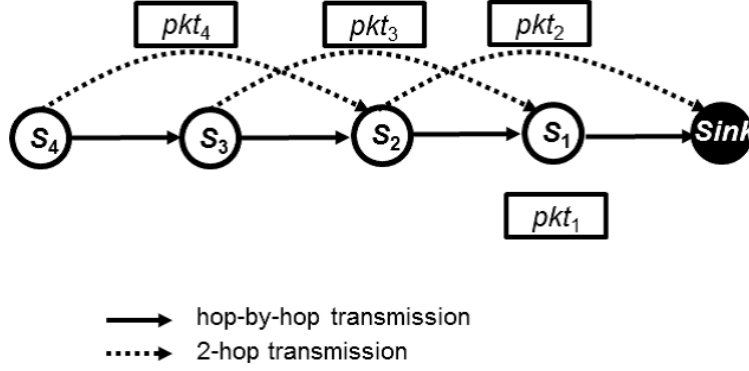 pkt4 pkt3 pkt2
S4 S3 S2 S1 Sink
pkt1
hop-by-hop transmission
2-hop transmission